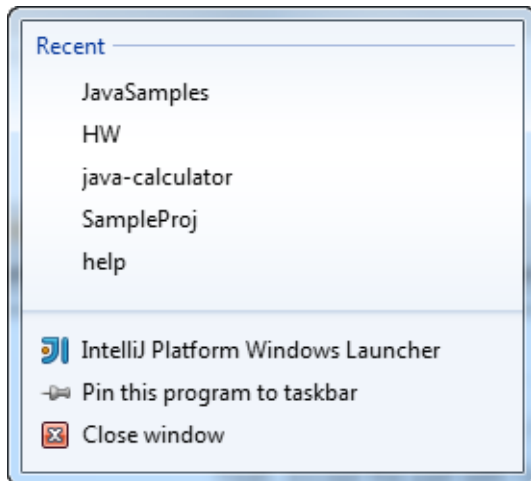 Recent
JavaSamples
HW
java-calculator
SampleProj
help
IntelliJ Platform Windows Launcher
Pin this program to taskbar
Close window